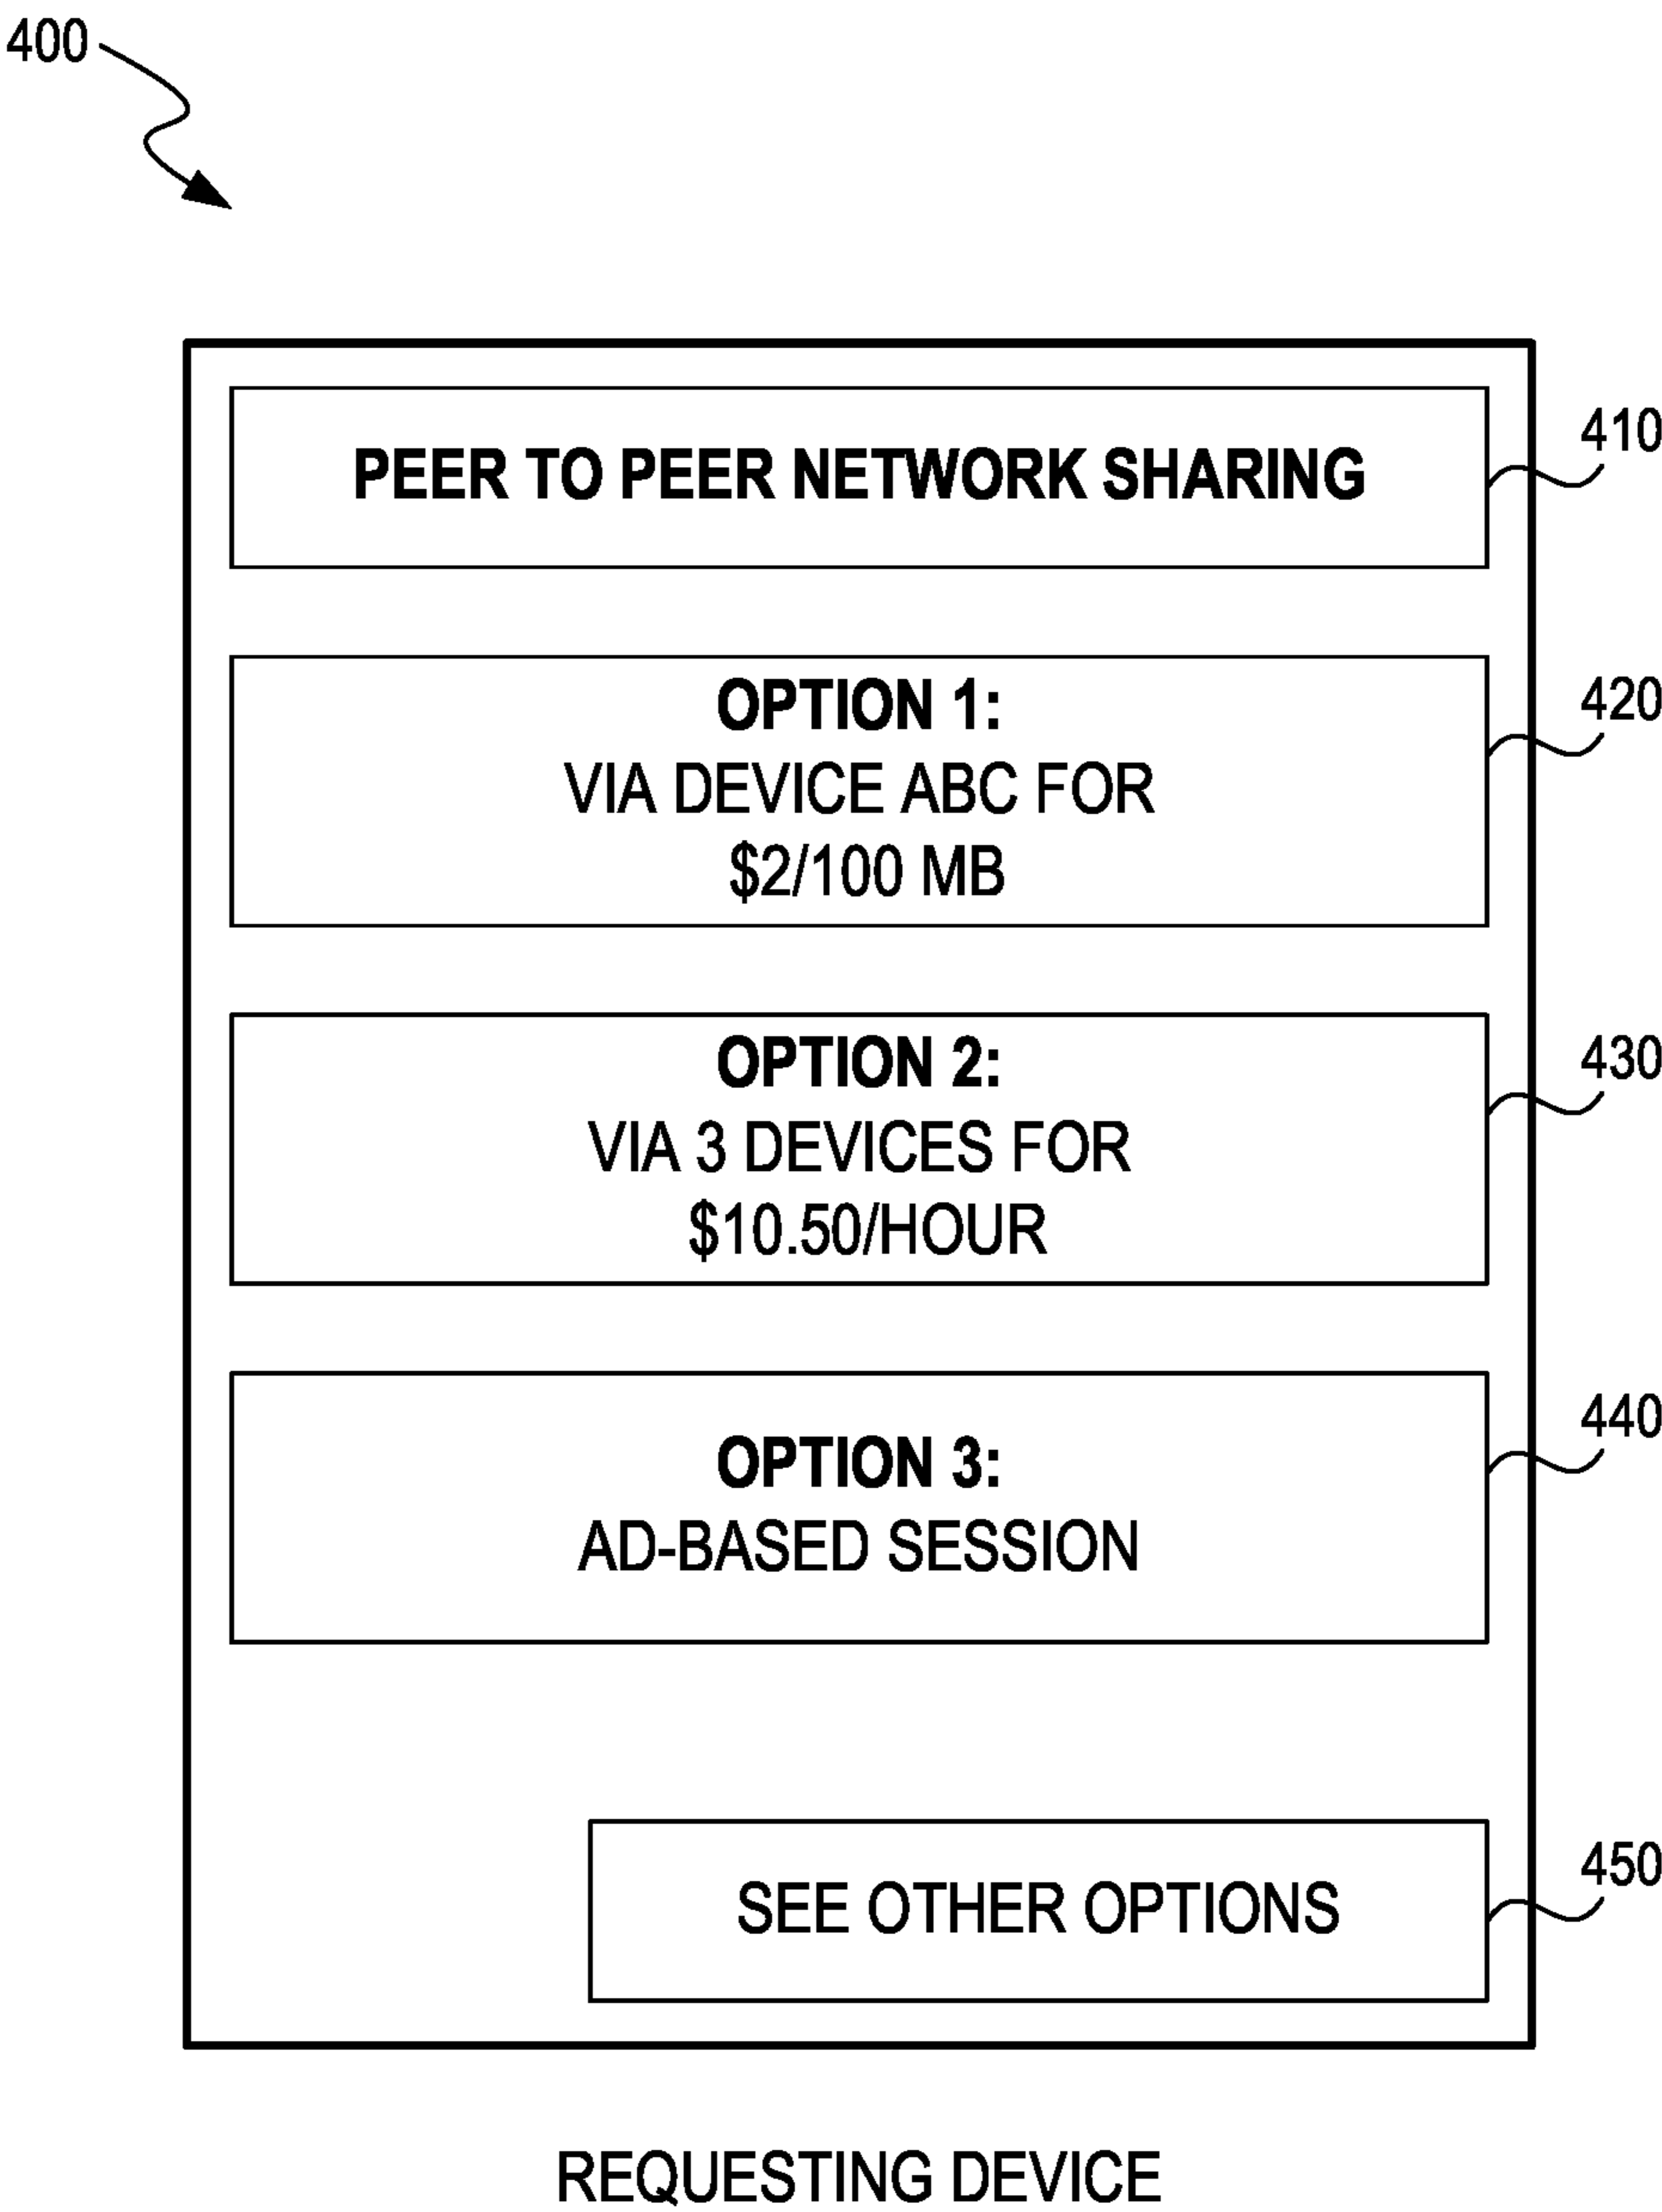 400
PEER TO PEER NETWORK SHARING
410
OPTION 1:
VIA DEVICE ABC FOR
$2/100 MB
420
OPTION 2:
VIA 3 DEVICES FOR
$10.50/HOUR
430
OPTION 3:
AD-BASED SESSION
440
SEE OTHER OPTIONS
450
REQUESTING DEVICE